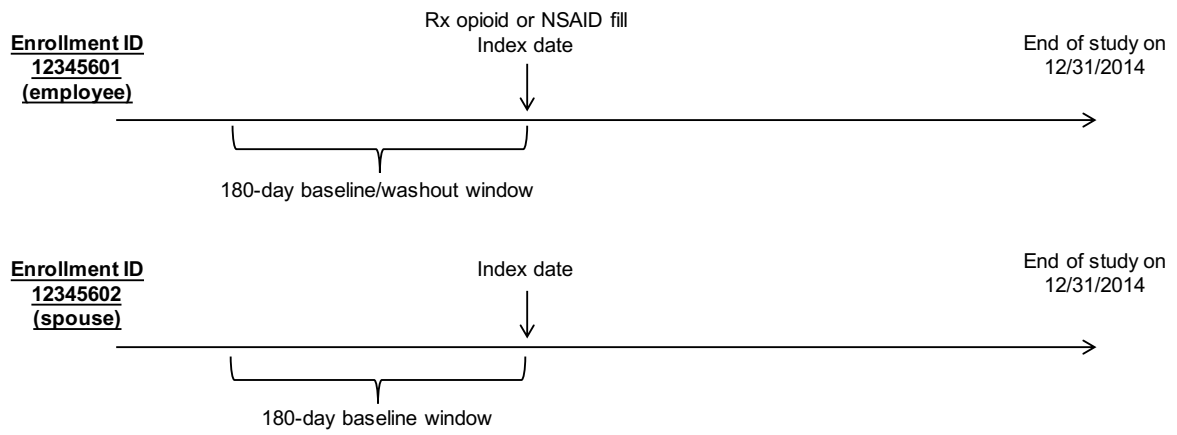 Rx opioid or NSAID fill
Enrollment ID
12345601
(employee)
Index date
End of study on
12/31/2014
180-day baseline/washout window
Enrollment ID
12345602
(spouse)
Index date
End of study on
12/31/2014
180-day baseline window